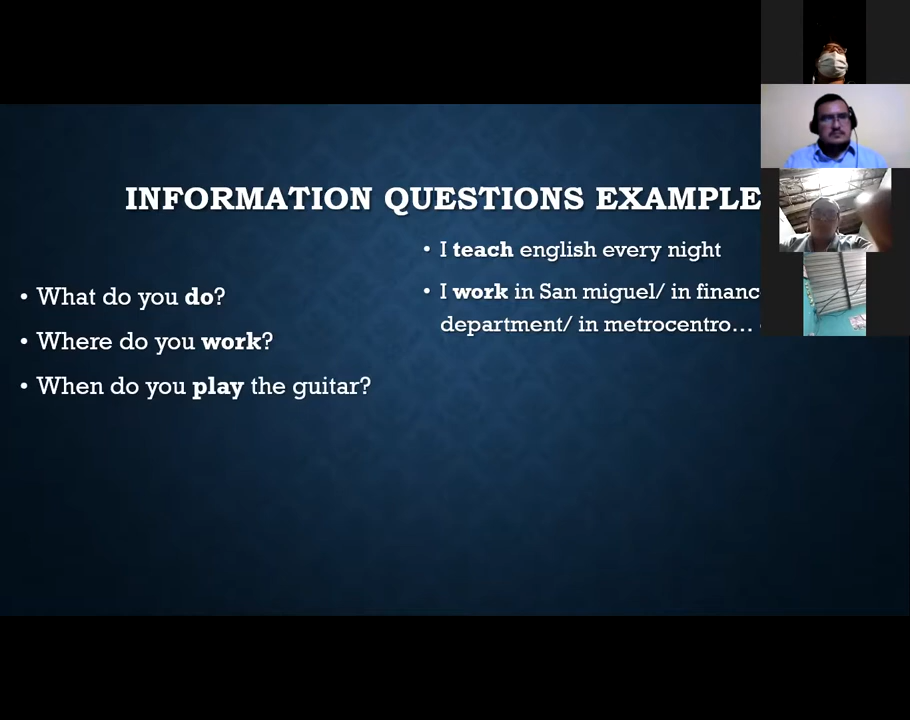 INFORMATION QUESTIONS EXAMPLE
• What do you do?
• Where do you work?
• When do you play the guitar?
• I teach english every night
• I work in San miguel/ in financ
department/ in metrocentro...